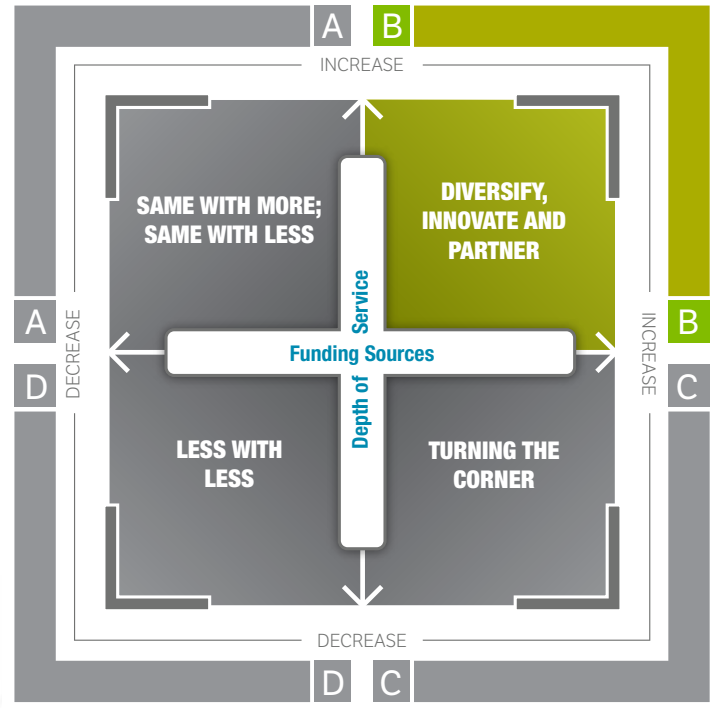 A
B
INCREASE
SAME WITH MORE;
SAME WITH LESS
DIVERSIFY,
INNOVATE AND
PARTNER
A
B
DECREASE
INCREASE
Funding Sources
Depth of Service
D
C
LESS WITH
LESS
TURNING THE
CORNER
DECREASE
D
C